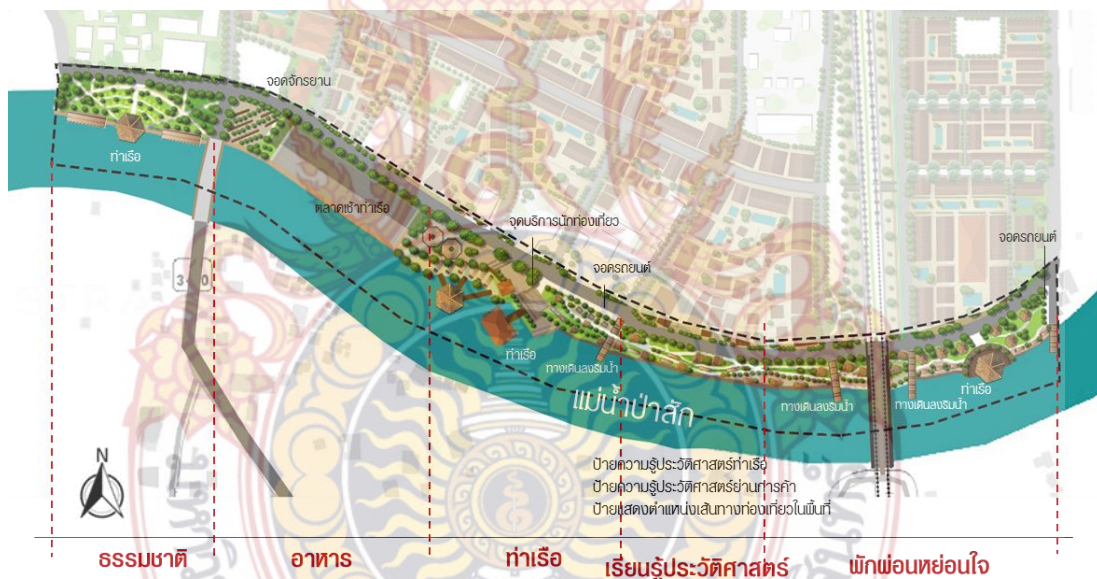 จอดจักรยาน
ท่าเรือ
ตลาดเช้าท่าเรือ
จุดบริการนักท่องเที่ยว
จอดรถยนต์
จอดรถยนต์
ท่าเรือ
ทางเดินลงริมน้ำ
แม่น้ำป่าสัก
ทางเดินลงริมน้ำ
ท่าเรือ
ทางเดินลงริมน้ำ
ป้ายความรู้ประวัติศาสตร์ท่าเรือ
ป้ายความรู้ประวัติศาสตร์ย่านการค้า
ป้ายแสดงตำแหน่งเส้นทางท่องเที่ยวในพื้นที่
N
ธรรมชาติ
อาหาร
ท่าเรือ
เรียนรู้ประวัติศาสตร์
พักผ่อนหย่อนใจ